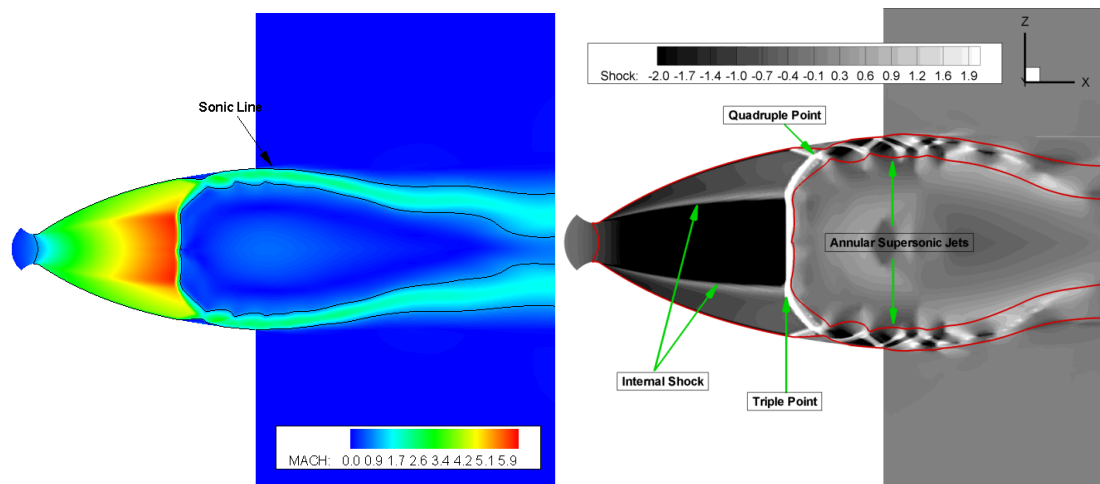 Sonic Line
MACH: 0.0 0.9 1.7 2.6 3.4 4.2 5.1 5.9
Shock: -2.0 -1.7 -1.4 -1.0 -0.7 -0.4 -0.1 0.3 0.6 0.9 1.2 1.6 1.9
Z
Y
X
Quadruple Point
Annular Supersonic Jets
Internal Shock
Triple Point